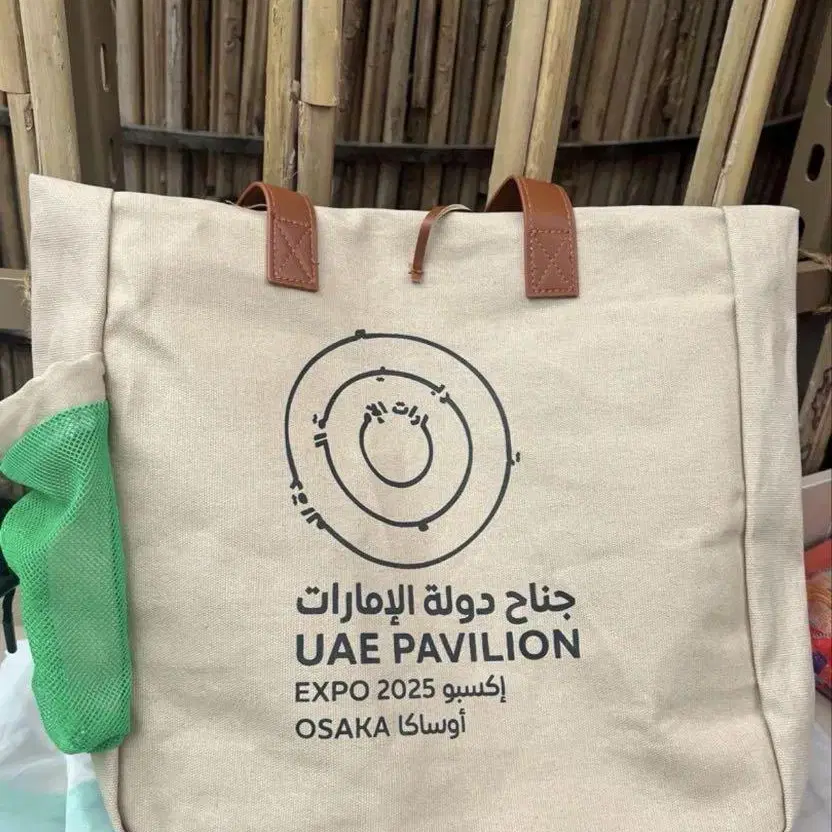 جناح دولة الإمارات
UAE PAVILION
EXPO 2025 إكسبو
OSAKA أوساكا